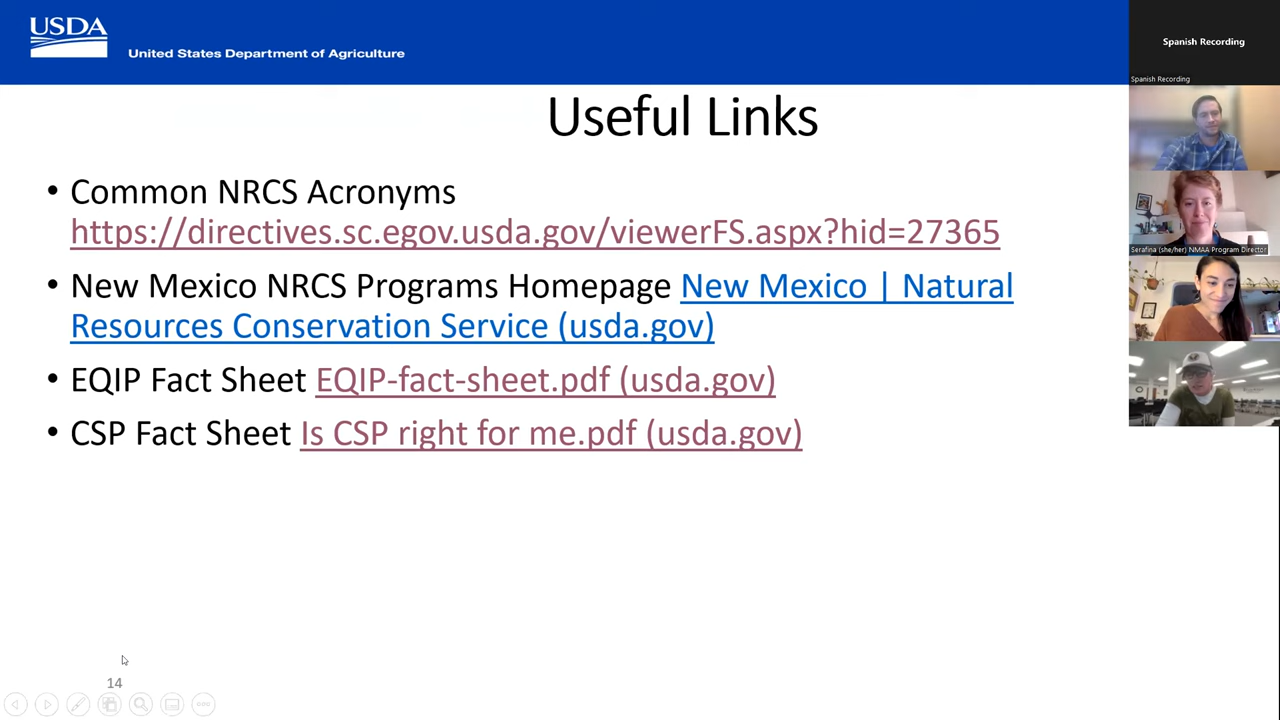 USDA
United States Department of Agriculture
Useful Links
• Common NRCS Acronyms
https://directives.sc.egov.usda.gov/viewerFS.aspx?hid=27365
• New Mexico NRCS Programs Homepage New Mexico | Natural
Resources Conservation Service (usda.gov)
• EQIP Fact Sheet EQIP-fact-sheet.pdf (usda.gov)
• CSP Fact Sheet Is CSP right for me.pdf (usda.gov)
14
Spanish Recording
Spanish Recording
Serafina (she/her) NMAA Program Director